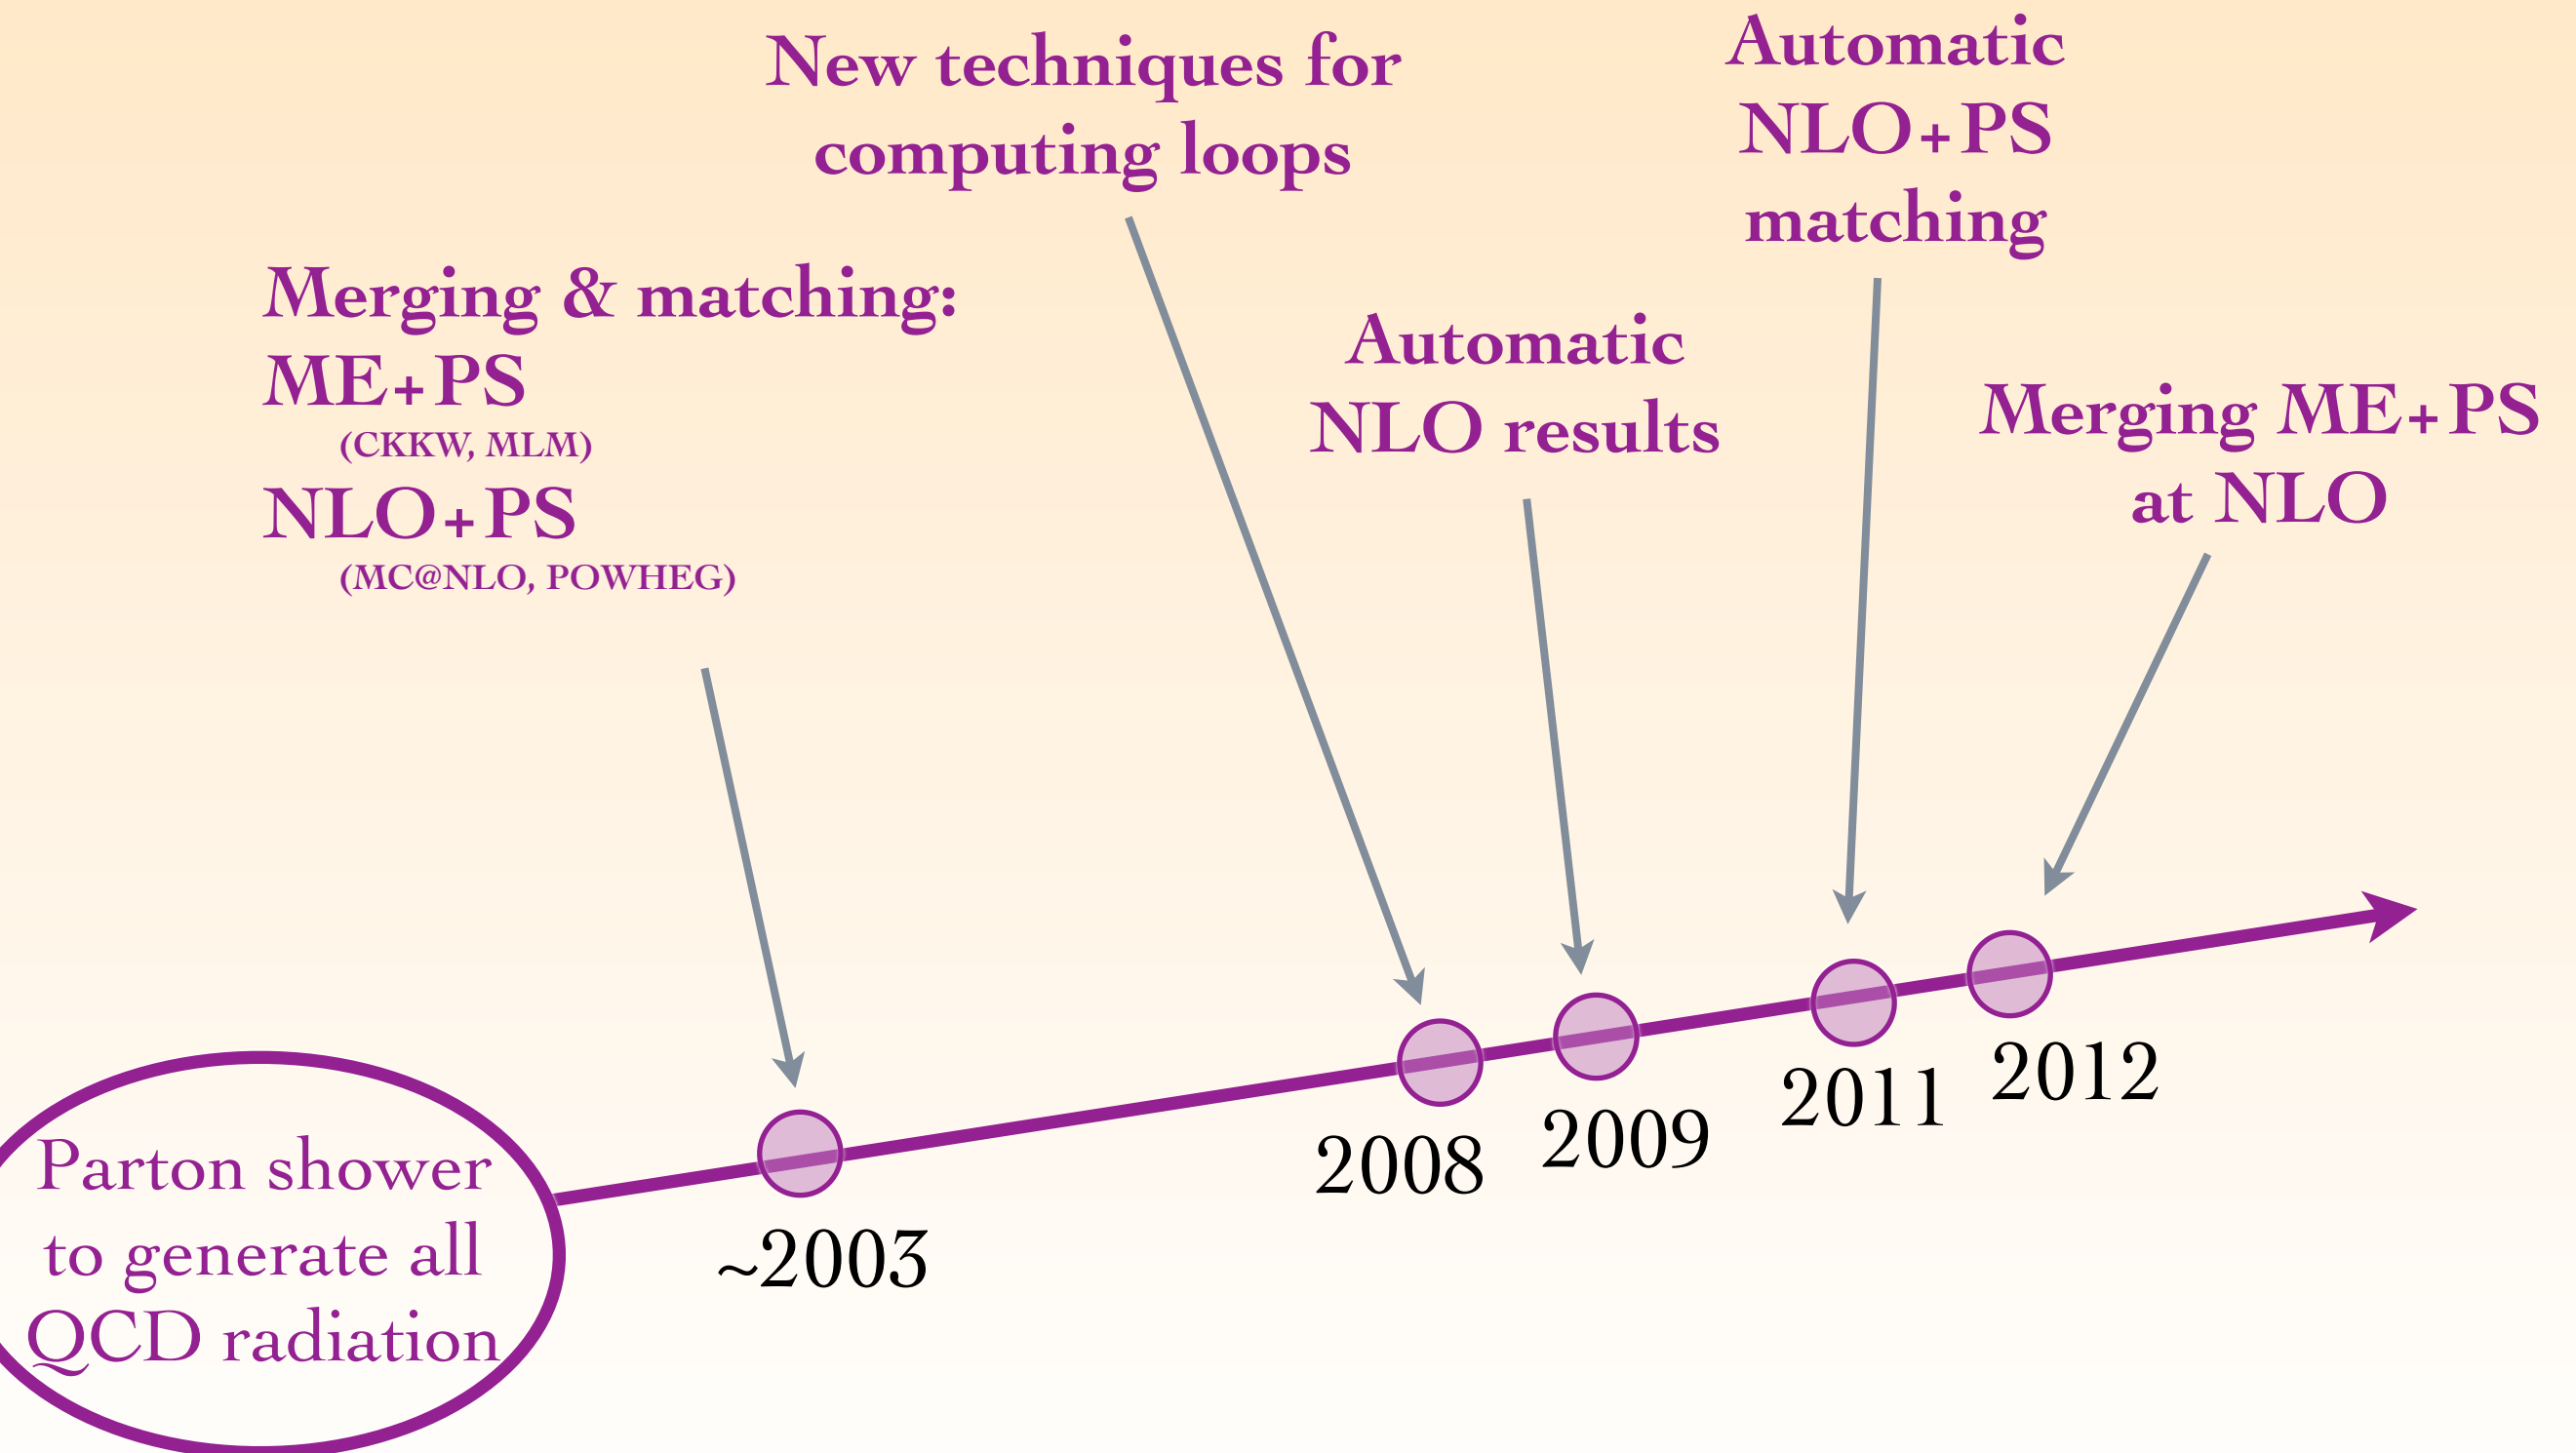 New techniques for
computing loops
Automatic
NLO+PS
matching
Merging & matching:
ME+PS
(CKKW, MLM)
NLO+PS
(MC@NLO, POWHEG)
Automatic
NLO results
Merging ME+PS
at NLO
Parton shower
to generate all
QCD radiation
~2003
2008
2009
2011
2012